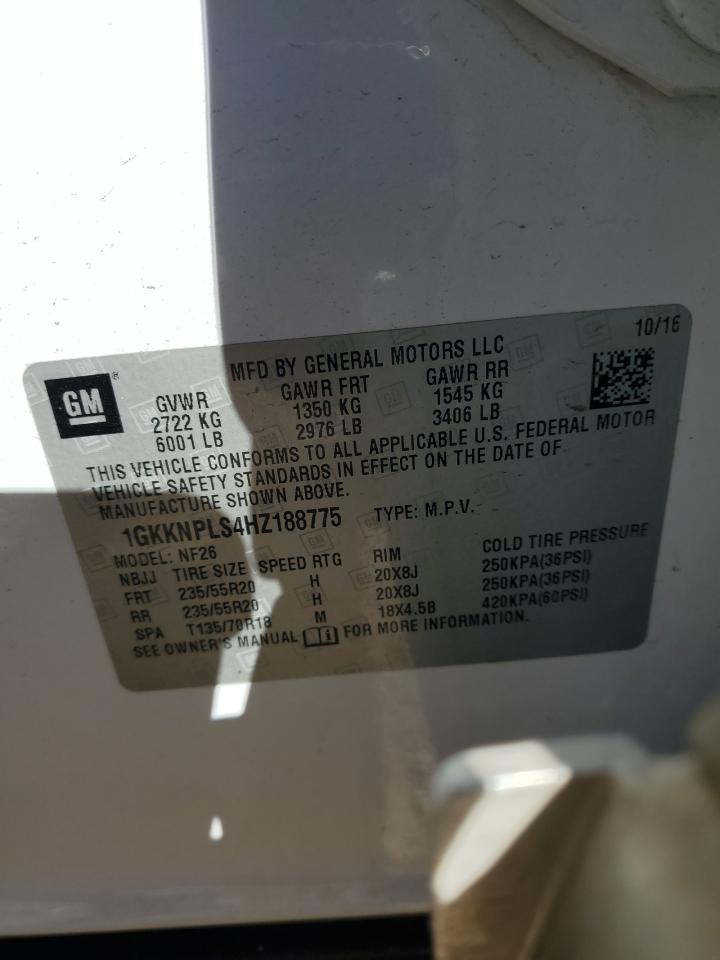 10/16
MFD BY GENERAL MOTORS LLC
GM ®
GVWR GAWR FRT GAWR RR
2722 KG 1350 KG 1545 KG
6001 LB 2976 LB 3406 LB
THIS VEHICLE CONFORMS TO ALL APPLICABLE U.S. FEDERAL MOTOR
VEHICLE SAFETY STANDARDS IN EFFECT ON THE DATE OF
MANUFACTURE SHOWN ABOVE.
1GKKNPLS4HZ188775 TYPE: M.P.V.
MODEL: NF26
NBJJ TIRE SIZE SPEED RTG RIM COLD TIRE PRESSURE
FRT 235/55R20 H 20X8J 250KPA(36PSI)
RR 235/55R20 H 20X8J 250KPA(36PSI)
SPA T135/70R18 M 18X4.5B 420KPA(60PSI)
SEE OWNER'S MANUAL FOR MORE INFORMATION.